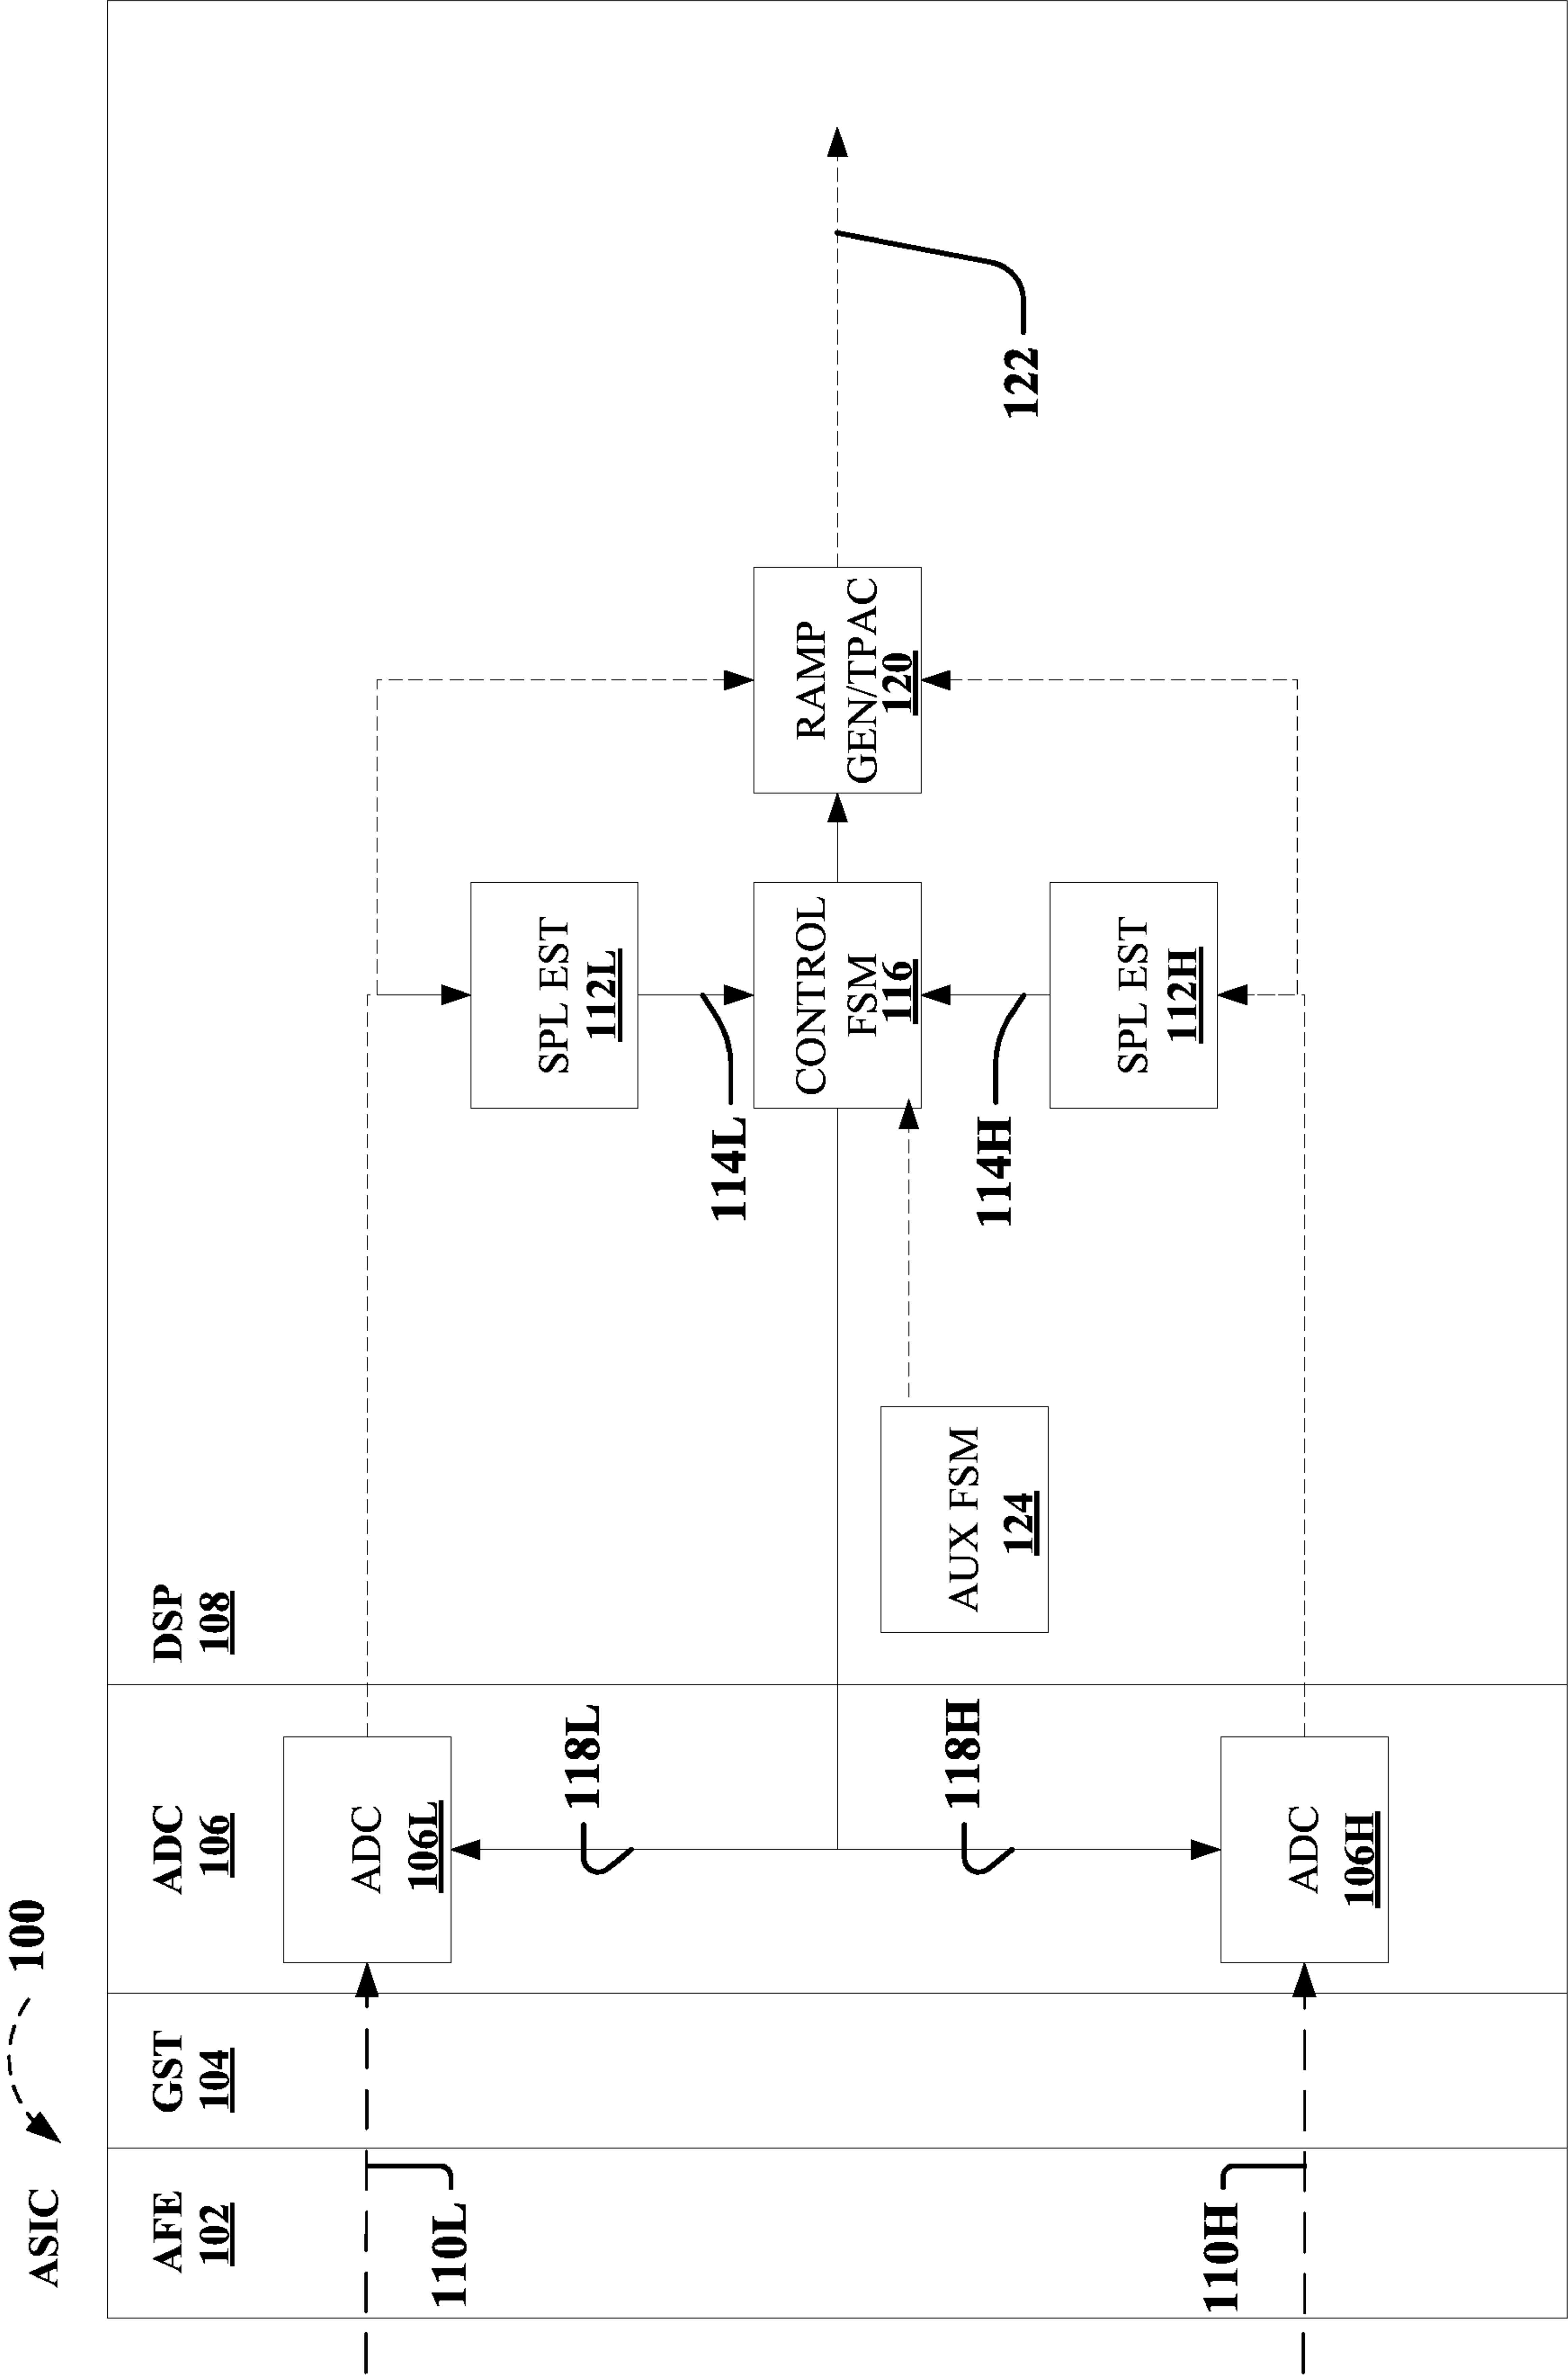 ASIC
100
AFE
102
GST
104
ADC
106
DSP
108
110L
110H
ADC
106L
ADC
106H
118L
118H
AUX FSM
124
114L
114H
SPL EST
112L
CONTROL
FSM
116
SPL EST
112H
RAMP
GEN/TPAC
120
122